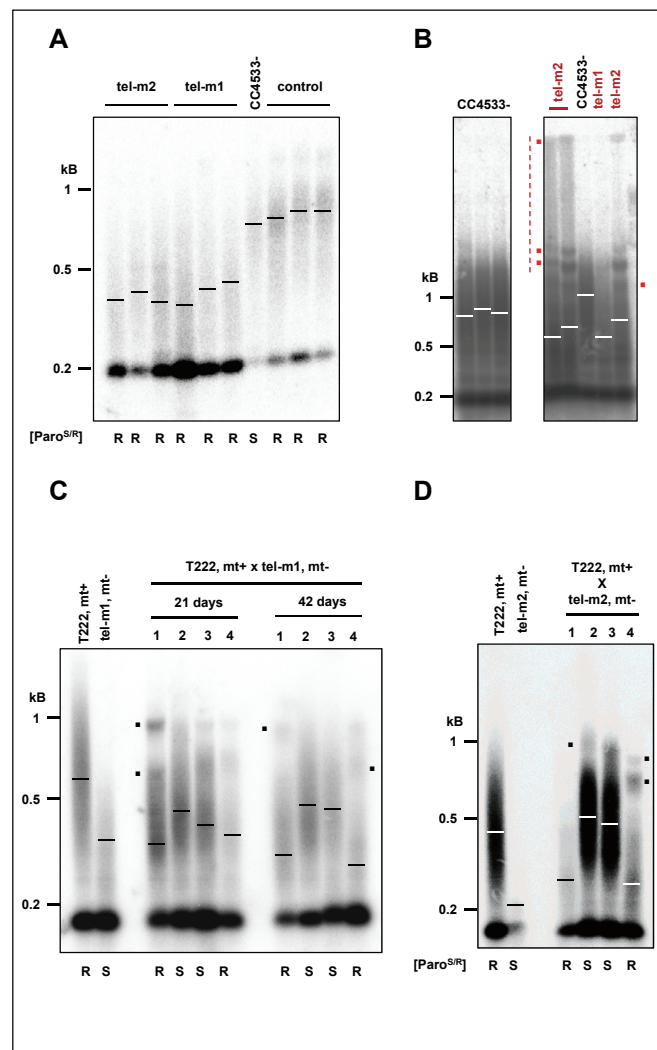 A
tel-m2 tel-m1 CC4533- control
kB
1
0.5
0.2
[Paro^S/R] R R R R R R S R R R
B
CC4533- tel-m2 CC4533- tel-m1 tel-m2
kB
1
0.5
0.2
C
T222, mt+ x tel-m1, mt-
T222, mt+ tel-m1, mt- 21 days 42 days
1 2 3 4 1 2 3 4
kB
1
0.5
0.2
R S R S S R R S S R
D
T222, mt+ tel-m2, mt- T222, mt+
X
tel-m2, mt-
1 2 3 4
kB
1
0.5
0.2
[Paro^S/R] R S R S S R